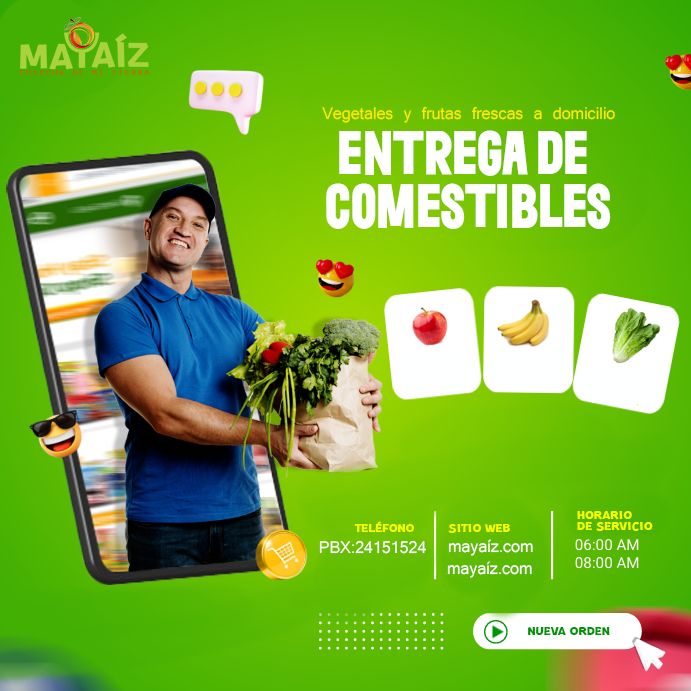 MAYAÍZ
Vegetales y frutas frescas a domicilio
ENTREGA DE
COMESTIBLES
TELÉFONO
PBX:24151524
SITIO WEB
mayaíz.com
mayaíz.com
HORARIO
DE SERVICIO
06:00 AM
08:00 AM
NUEVA ORDEN